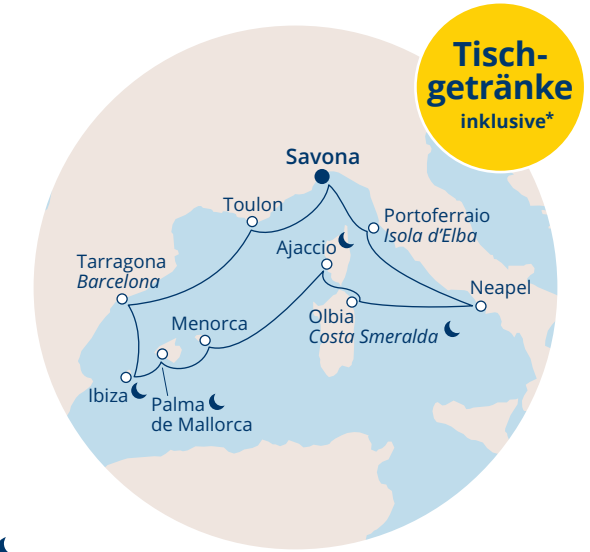 Tisch-
getränke
inklusive*
Savona
Toulon
Portoferraio
Isola d'Elba
Ajaccio
Tarragona
Barcelona
Neapel
Menorca
Olbia
Costa Smeralda
Ibiza
Palma
de Mallorca